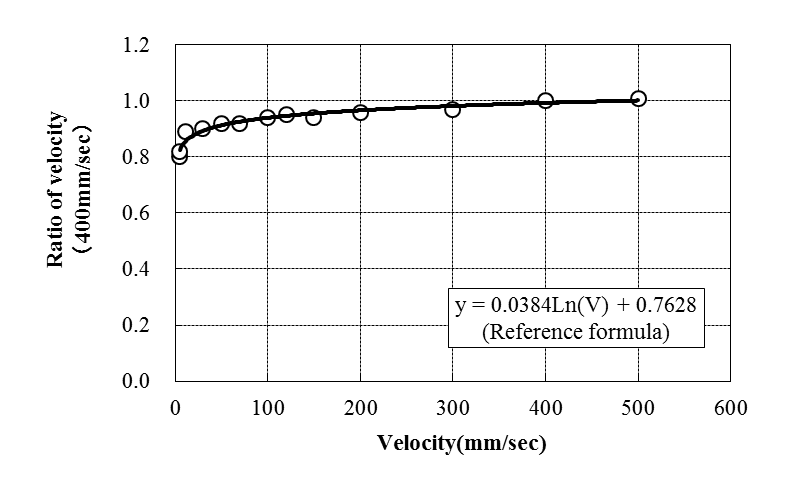 Ratio of velocity
(400mm/sec)
1.2
1.0
0.8
0.6
0.4
0.2
0.0
y = 0.0384Ln(V) + 0.7628
(Reference formula)
0 100 200 300 400 500 600
Velocity(mm/sec)